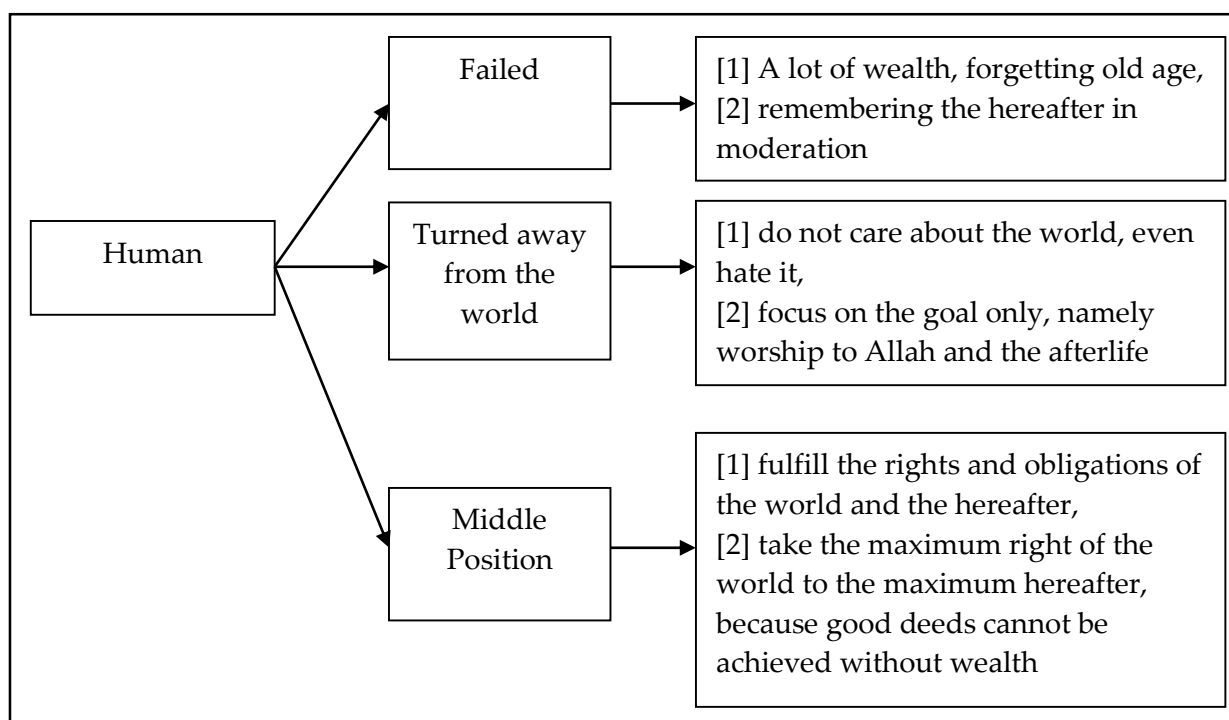 Failed
[1] A lot of wealth, forgetting old age,
[2] remembering the hereafter in
moderation
Human
Turned away
from the
world
[1] do not care about the world, even
hate it,
[2] focus on the goal only, namely
worship to Allah and the afterlife
Middle
Position
[1] fulfill the rights and obligations of
the world and the hereafter,
[2] take the maximum right of the
world to the maximum hereafter,
because good deeds cannot be
achieved without wealth